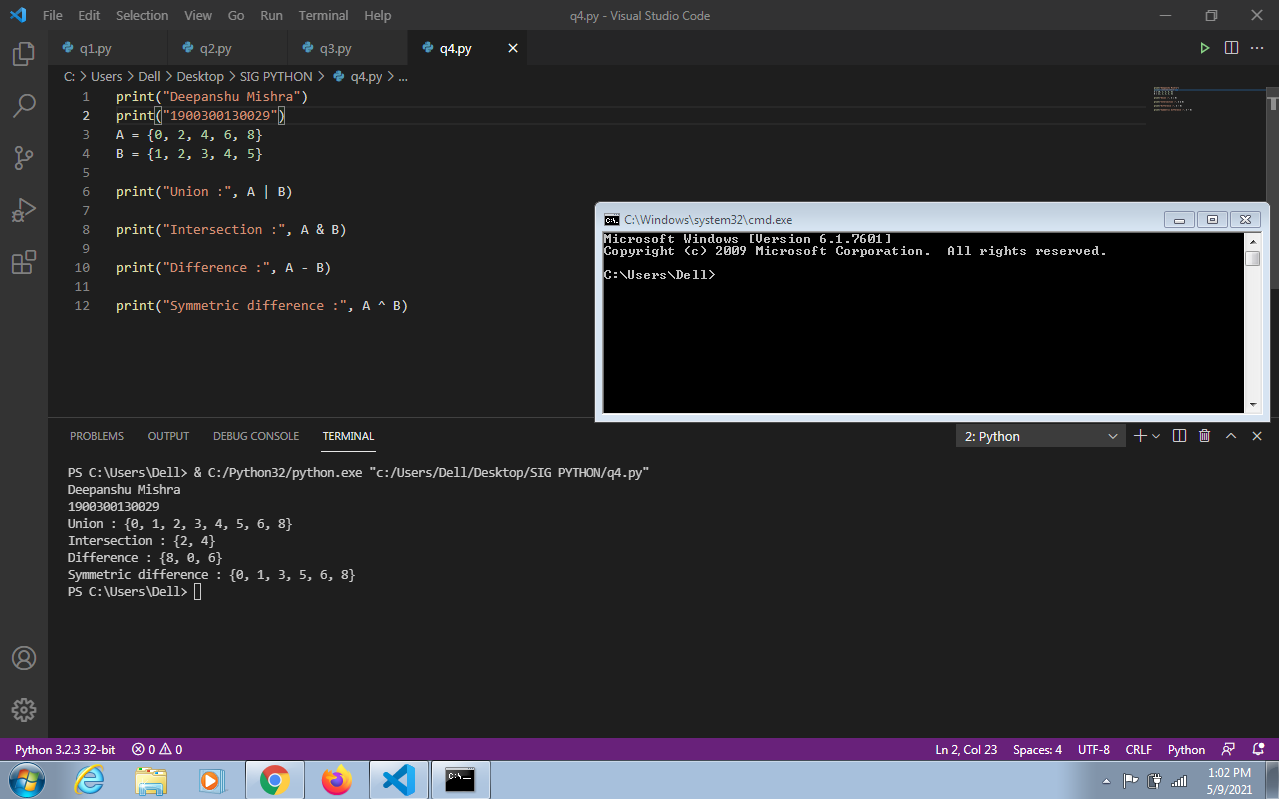 File Edit Selection View Go Run Terminal Help q4.py - Visual Studio Code
q1.py q2.py q3.py q4.py
C: > Users > Dell > Desktop > SIG PYTHON > q4.py > ...
1 print("Deepanshu Mishra")
2 print("1900300130029")
3 A = {0, 2, 4, 6, 8}
4 B = {1, 2, 3, 4, 5}
5
6 print("Union :", A | B)
7
8 print("Intersection :", A & B)
9
10 print("Difference :", A - B)
11
12 print("Symmetric difference :", A ^ B)
C:\Windows\system32\cmd.exe
Microsoft Windows [Version 6.1.7601]
Copyright (c) 2009 Microsoft Corporation.  All rights reserved.
C:\Users\Dell>
PROBLEMS OUTPUT DEBUG CONSOLE TERMINAL 2: Python
PS C:\Users\Dell> & C:/Python32/python.exe "c:/Users/Dell/Desktop/SIG PYTHON/q4.py"
Deepanshu Mishra
1900300130029
Union : {0, 1, 2, 3, 4, 5, 6, 8}
Intersection : {2, 4}
Difference : {8, 0, 6}
Symmetric difference : {0, 1, 3, 5, 6, 8}
PS C:\Users\Dell>
Python 3.2.3 32-bit 0 0 Ln 2, Col 23 Spaces: 4 UTF-8 CRLF Python
1:02 PM
5/9/2021